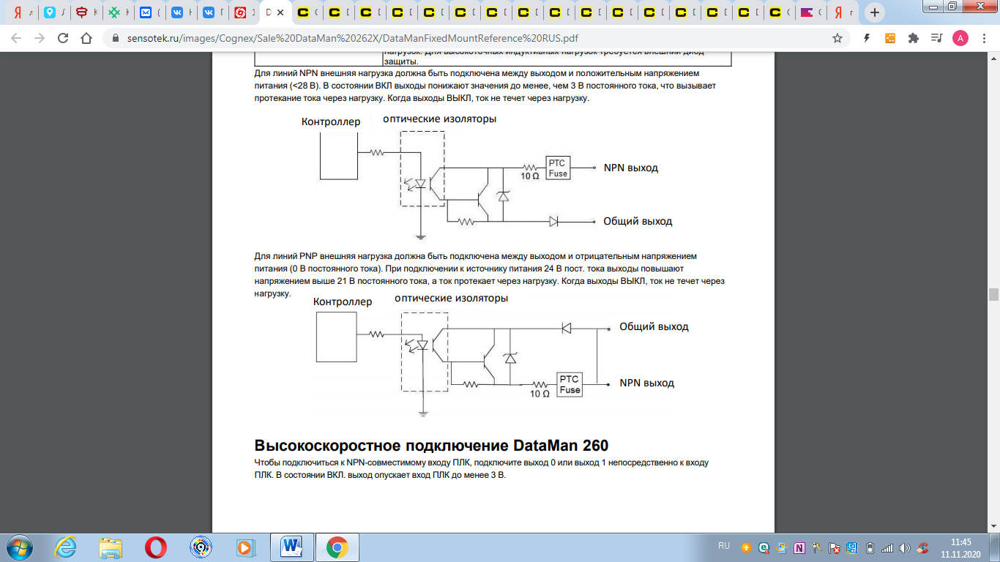 sensotek.ru/images/Cognex/Sale%20DataMan%20262X/DataManFixedMountReference%20RUS.pdf
A
нагрузок. Для высокоточных индуктивных нагрузок требуется внешний диод
защиты.
Для линий NPN внешняя нагрузка должна быть подключена между выходом и положительным напряжением
питания (<28 В). В состоянии ВКЛ выходы понижают значения до менее, чем 3 В постоянного тока, что вызывает
протекание тока через нагрузку. Когда выходы ВЫКЛ, ток не течет через нагрузку.
Контроллер
оптические изоляторы
10 Ω
PTC
Fuse
NPN выход
Общий выход
Для линий PNP внешняя нагрузка должна быть подключена между выходом и отрицательным напряжением
питания (0 В постоянного тока). При подключении к источнику питания 24 В пост. тока выходы повышают
напряжением выше 21 В постоянного тока, а ток протекает через нагрузку. Когда выходы ВЫКЛ, ток не течет через
нагрузку.
Контроллер
оптические изоляторы
Общий выход
10 Ω
PTC
Fuse
NPN выход
Высокоскоростное подключение DataMan 260
Чтобы подключиться к NPN-совместимому входу ПЛК, подключите выход 0 или выход 1 непосредственно к входу
ПЛК. В состоянии ВКЛ. выход опускает вход ПЛК до менее 3 В.
RU
11:45
11.11.2020